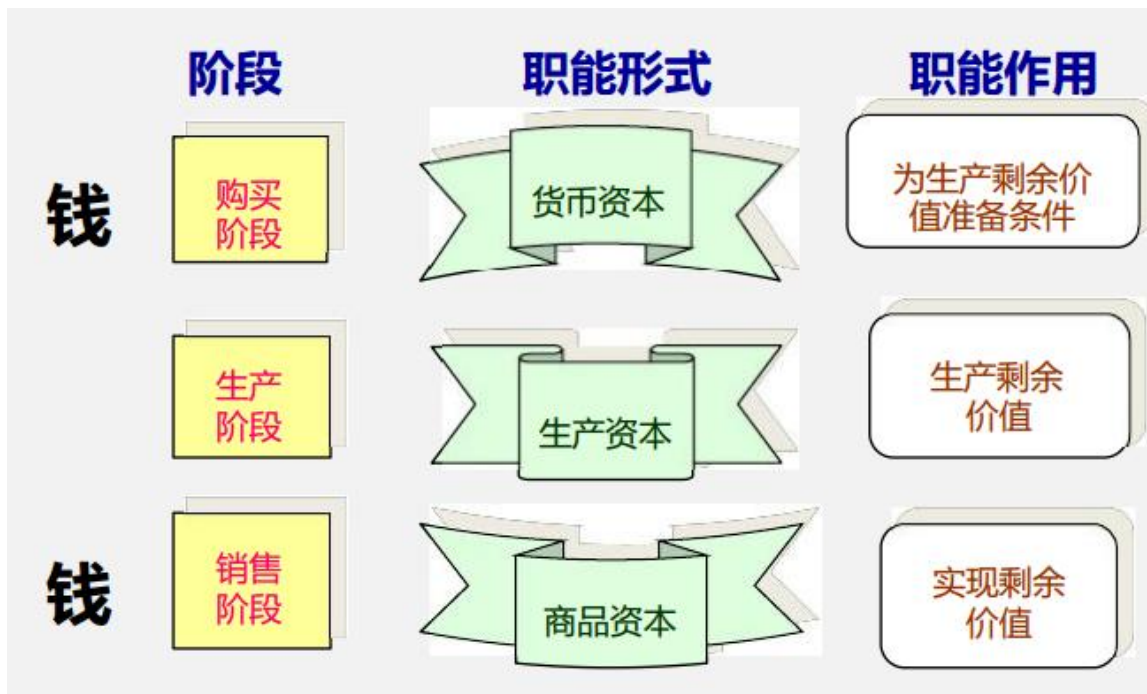 阶段 职能形式 职能作用
钱
购买
阶段
货币资本
为生产剩余价
值准备条件
生产
阶段
生产资本
生产剩余
价值
钱
销售
阶段
商品资本
实现剩余
价值